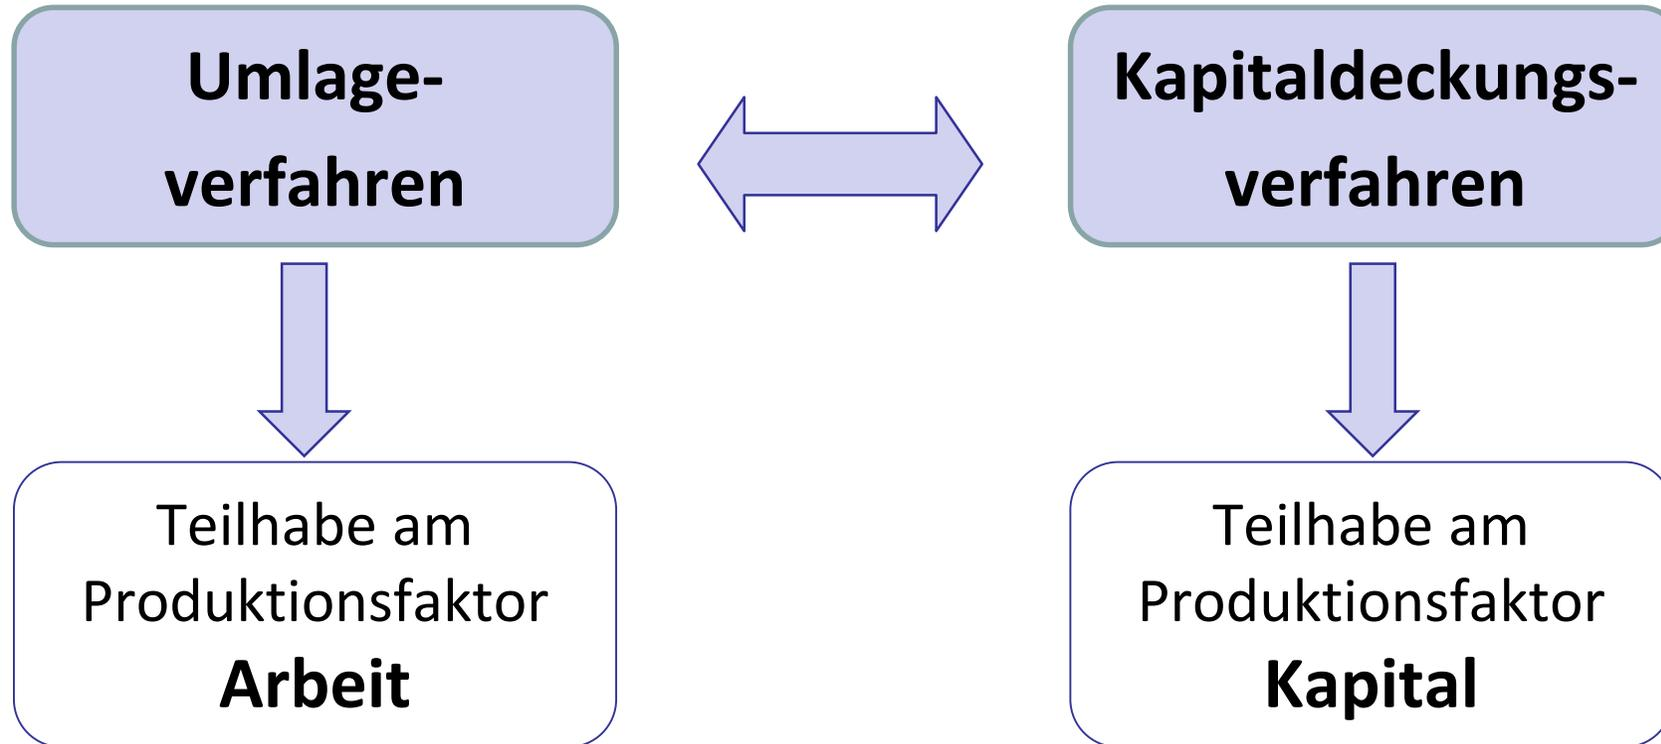 Umlage-
verfahren
Kapitaldeckungs-
verfahren
Teilhabe am
Produktionsfaktor
Arbeit
Teilhabe am
Produktionsfaktor
Kapital